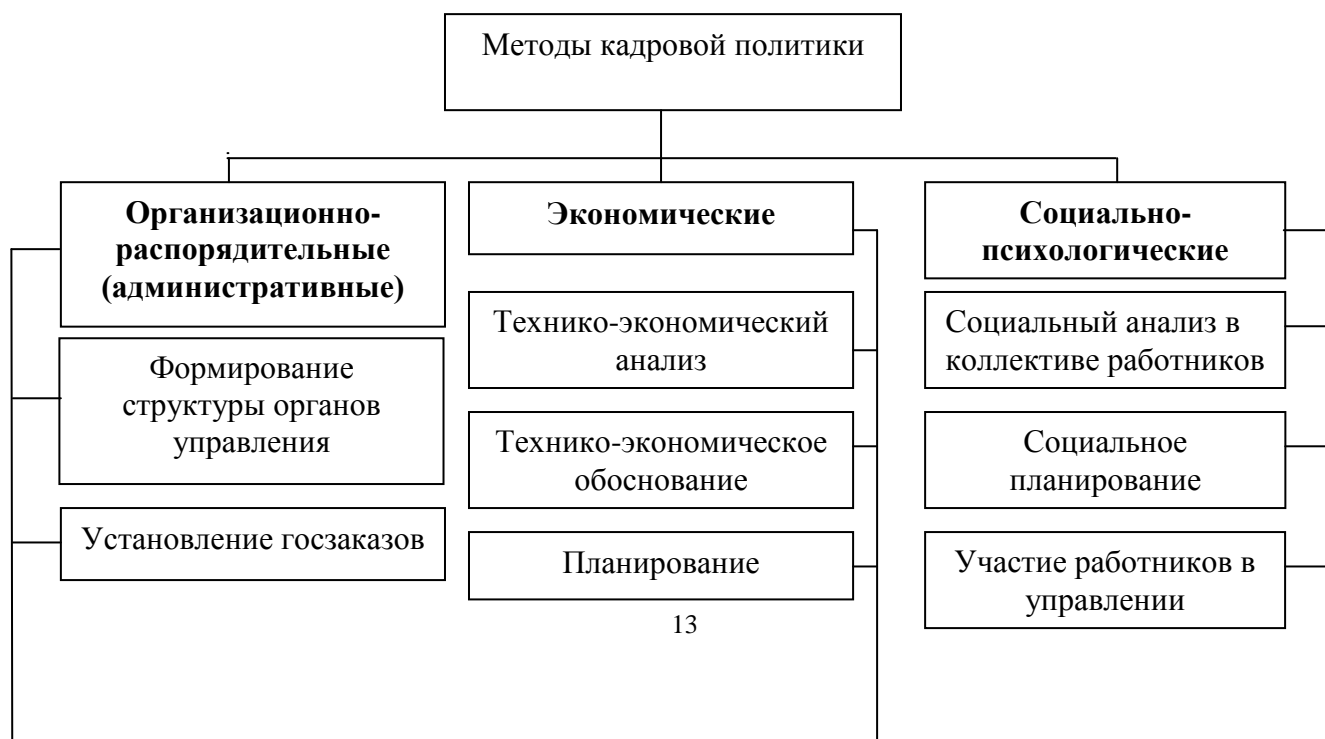 Методы кадровой политики
Организационно-
распорядительные
(административные)
Экономические
Социально-
психологические
Формирование
структуры органов
управления
Технико-экономический
анализ
Социальный анализ в
коллективе работников
Технико-экономическое
обоснование
Социальное
планирование
Установление госзаказов
Планирование
Участие работников в
управлении
13